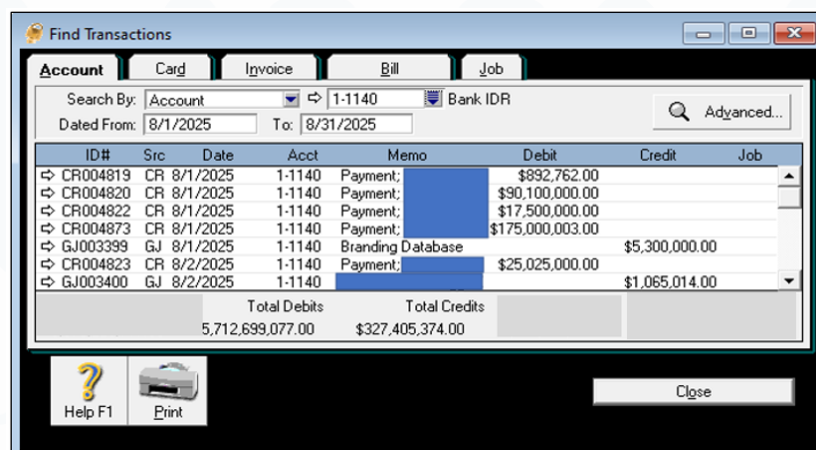 Find Transactions
Account Card Invoice Bill Job
Search By: Account 1-1140 Bank IDR
Advanced...
Dated From: 8/1/2025 To: 8/31/2025
ID# Src Date Acct Memo Debit Credit Job
CR004819 CR 8/1/2025 1-1140 Payment; $892,762.00
CR004820 CR 8/1/2025 1-1140 Payment; $90,100,000.00
CR004822 CR 8/1/2025 1-1140 Payment; $17,500,000.00
CR004873 CR 8/1/2025 1-1140 Payment; $175,000,003.00
GJ003399 GJ 8/1/2025 1-1140 Branding Database $5,300,000.00
CR004823 CR 8/2/2025 1-1140 Payment; $25,025,000.00
GJ003400 GJ 8/2/2025 1-1140 $1,065,014.00
Total Debits Total Credits
5,712,699,077.00 $327,405,374.00
Help F1 Print
Close